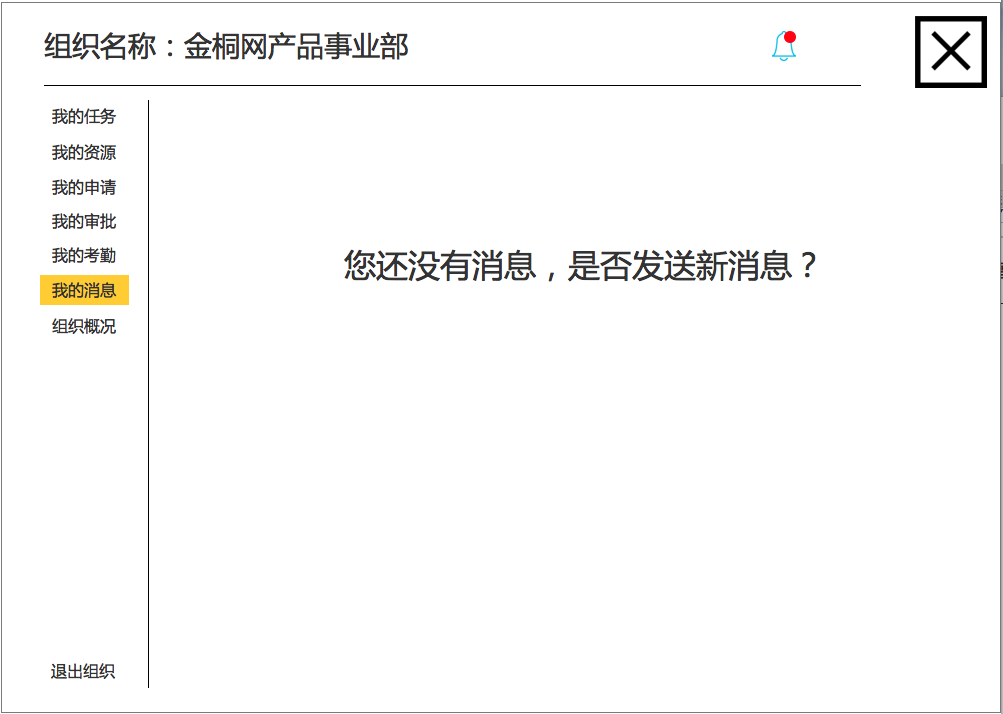 组织名称：金桐网产品事业部
我的任务
我的资源
我的申请
我的审批
我的考勤
我的消息
组织概况
您还没有消息，是否发送新消息？
退出组织